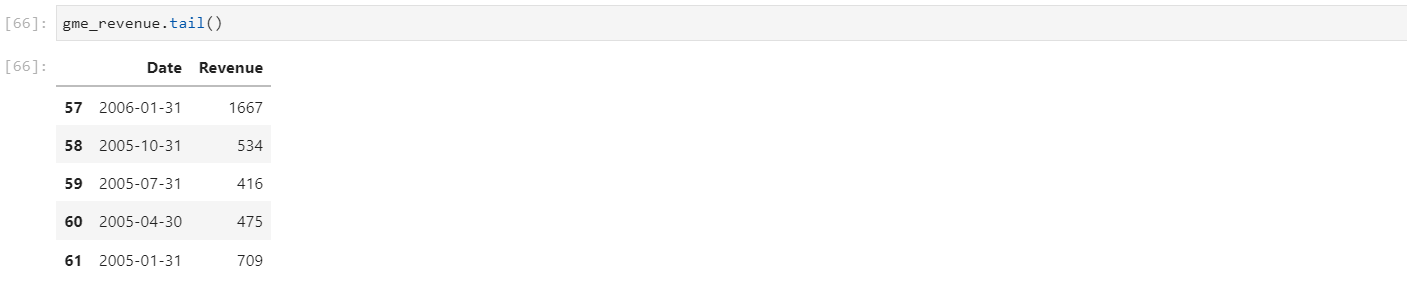 [66]: gme_revenue.tail()
[66]:
Date Revenue
57 2006-01-31 1667
58 2005-10-31 534
59 2005-07-31 416
60 2005-04-30 475
61 2005-01-31 709